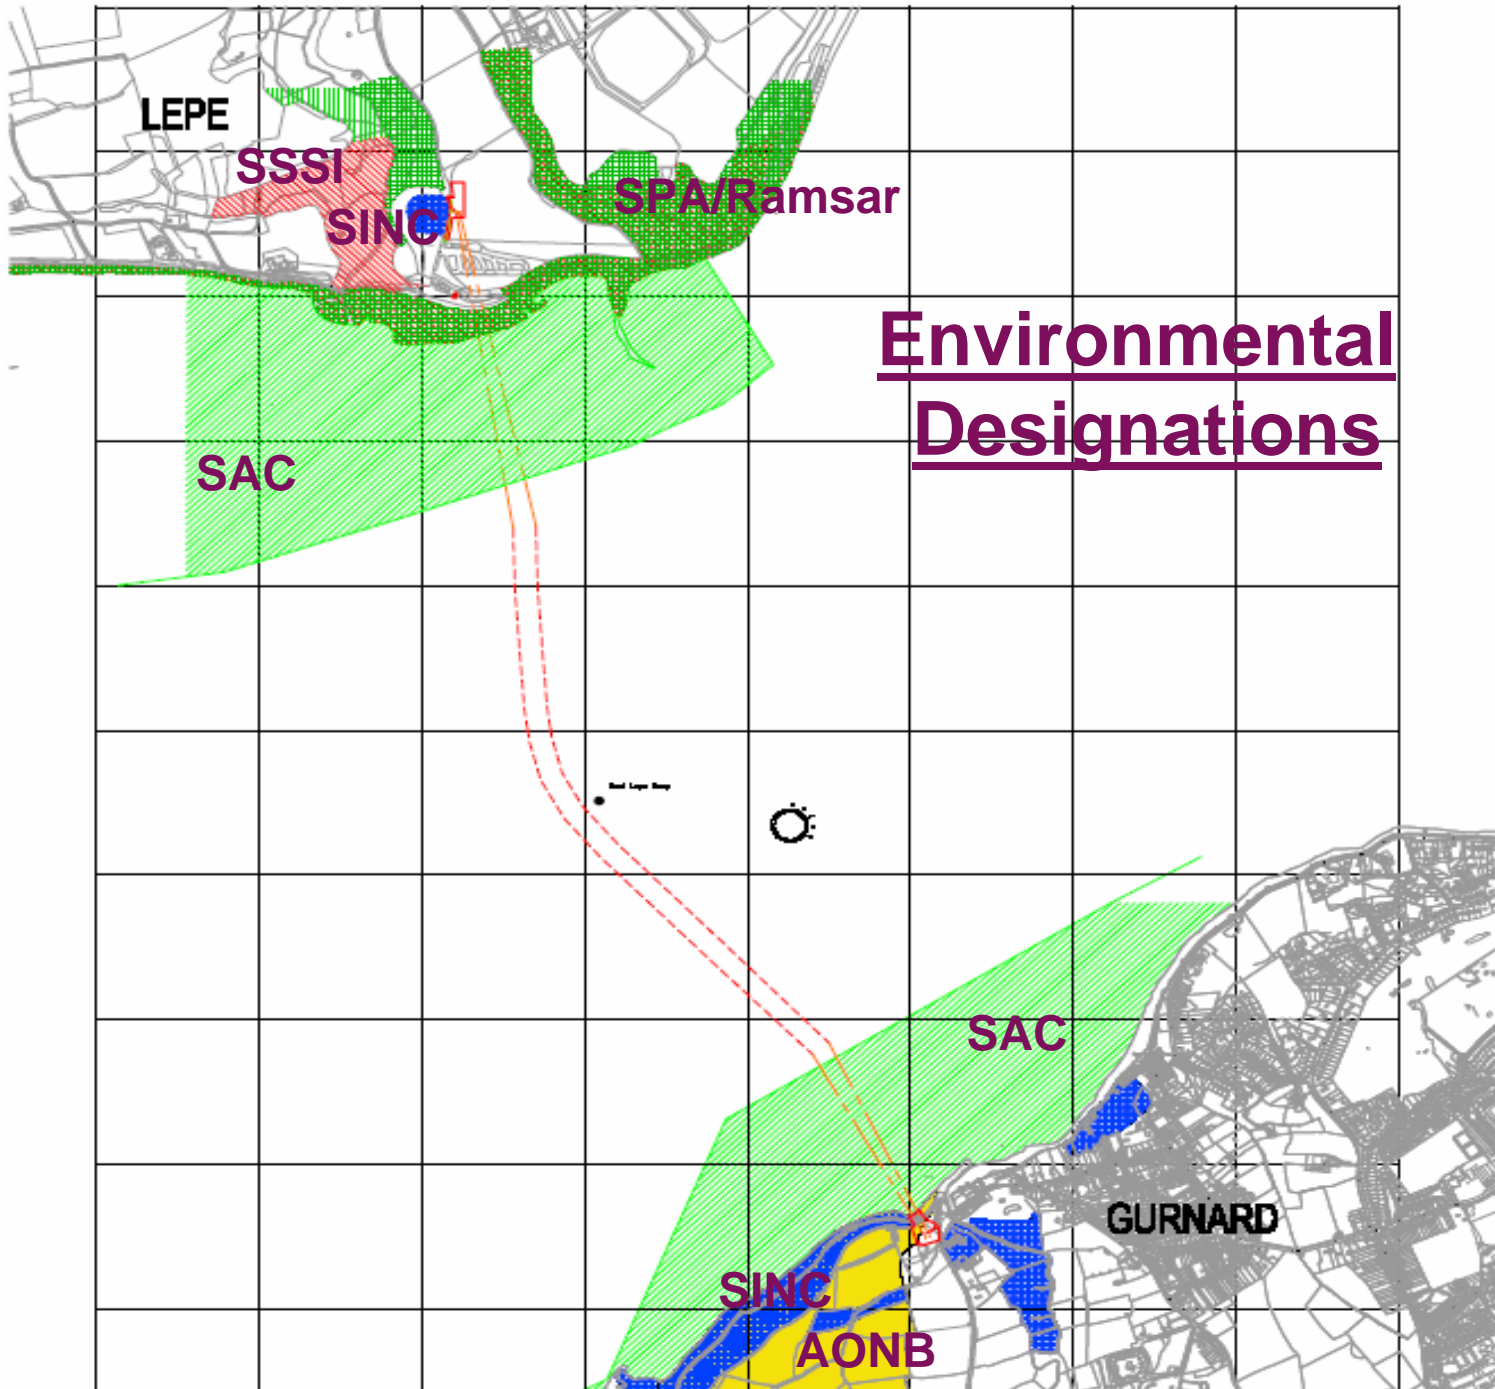 LEPE
SSSI
SPA/Ramsar
SINC
Environmental
Designations
SAC
SAC
GURNARD
SINC
AONB